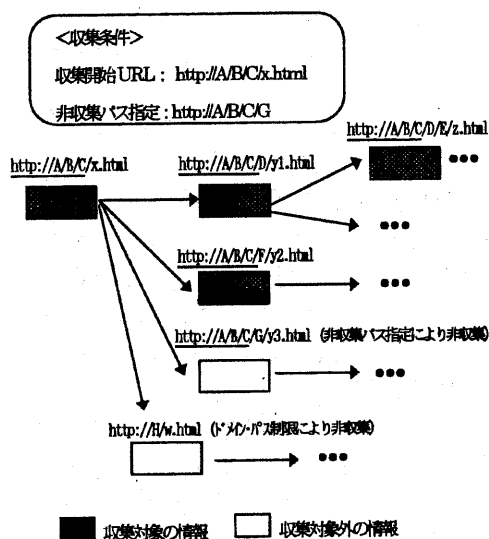 <収集条件>
収集開始URL: http://A/B/C/x.html
非収集パス指定:http://A/B/C/G
http://A/B/C/D/E/z.html
●●●
http://A/B/C/x.html
http://A/B/C/D/y1.html
●●●
http://A/B/C/F/y2.html
●●●
http://A/B/C/G/y3.html (非収集パス指定により非収集)
●●●
http://H/w.html (ドメイン・パス制限により非収集)
●●●
収集対象の情報
収集対象外の情報